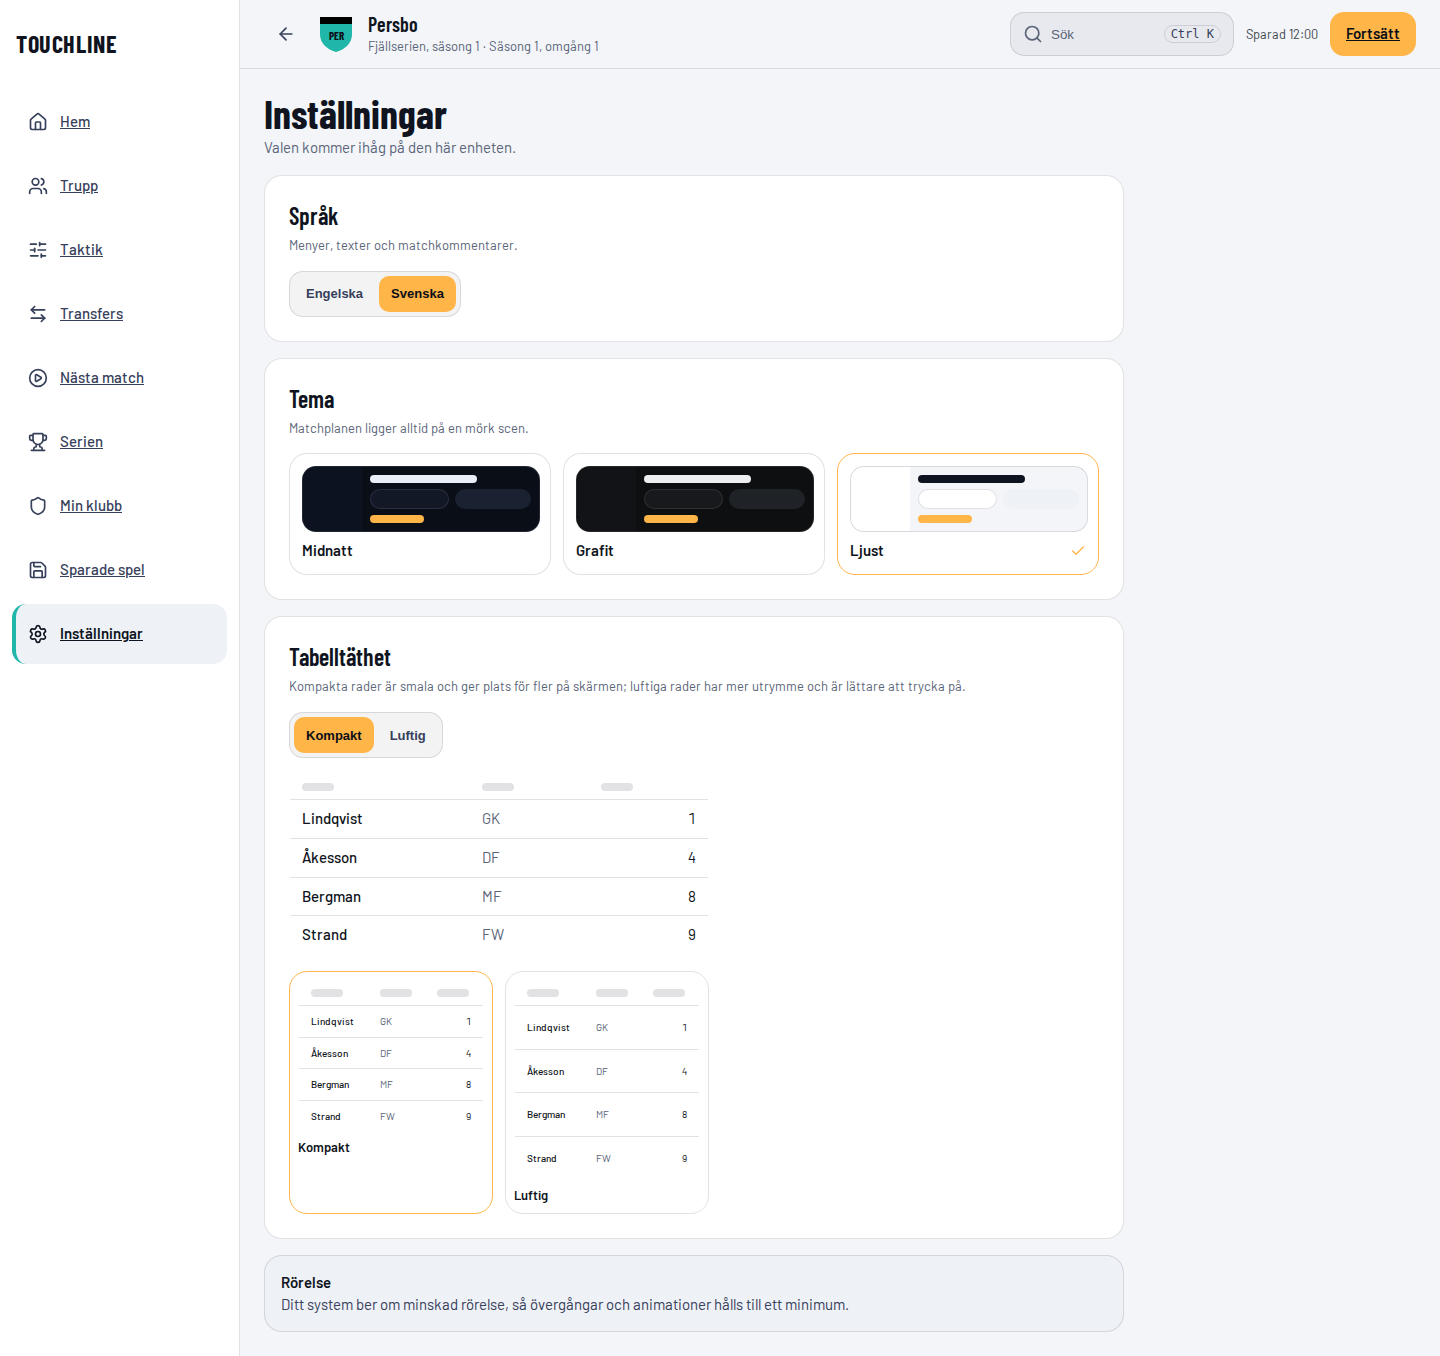 TOUCHLINE
Hem
Trupp
Taktik
Transfers
Nästa match
Serien
Min klubb
Sparade spel
Inställningar
PER
Persbo
Fjällserien, säsong 1 · Säsong 1, omgång 1
Sök
Ctrl K
Sparad 12:00
Fortsätt
Inställningar
Valen kommer ihåg på den här enheten.
Språk
Menyer, texter och matchkommentarer.
Engelska
Svenska
Tema
Matchplanen ligger alltid på en mörk scen.
Midnatt
Grafit
Ljust
Tabelltäthet
Kompakta rader är smala och ger plats för fler på skärmen; luftiga rader har mer utrymme och är lättare att trycka på.
Kompakt
Luftig
Lindqvist GK 1
Åkesson DF 4
Bergman MF 8
Strand FW 9
Lindqvist GK 1
Åkesson DF 4
Bergman MF 8
Strand FW 9
Kompakt
Lindqvist GK 1
Åkesson DF 4
Bergman MF 8
Strand FW 9
Luftig
Rörelse
Ditt system ber om minskad rörelse, så övergångar och animationer hålls till ett minimum.